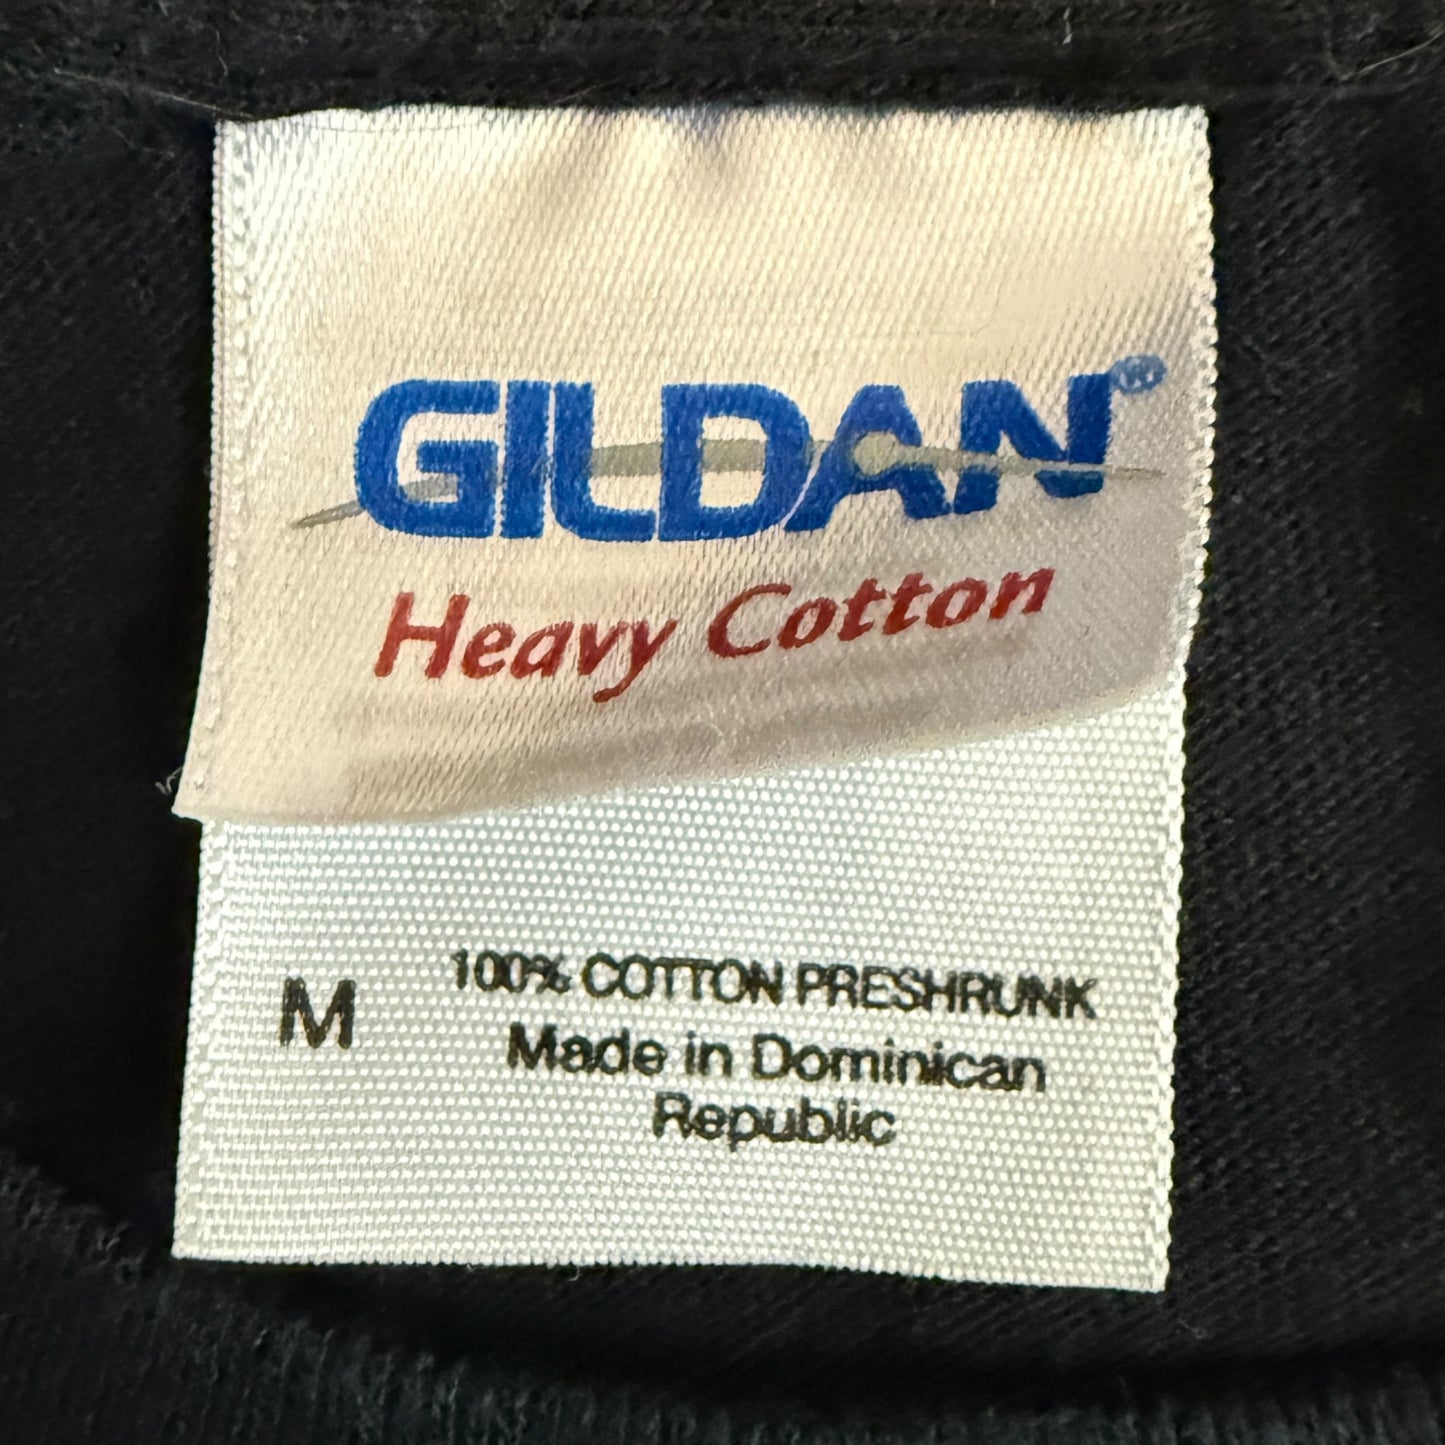 GILDAN®
Heavy Cotton
M
100% COTTON PRESHRUNK
Made in Dominican
Republic